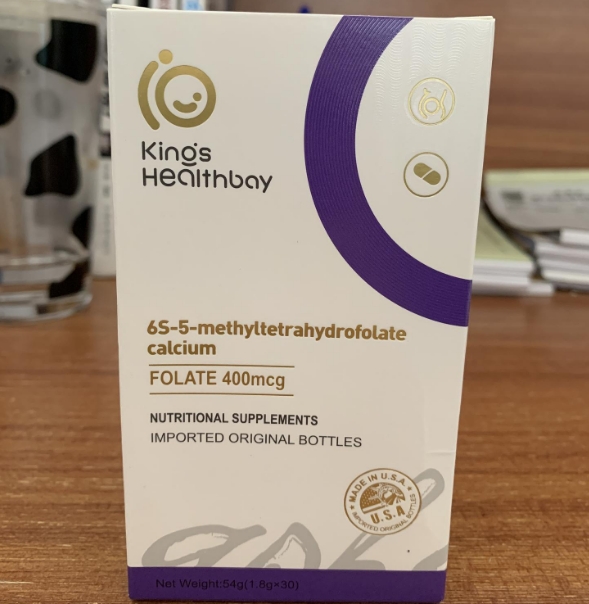 King's
Healthbay
6S-5-methyltetrahydrofolate
calcium
FOLATE 400mcg
NUTRITIONAL SUPPLEMENTS
IMPORTED ORIGINAL BOTTLES
MADE IN U.S.A.
U.S.A
IMPORTED ORIGINAL BOTTLES
Net Weight:54g(1.8g×30)